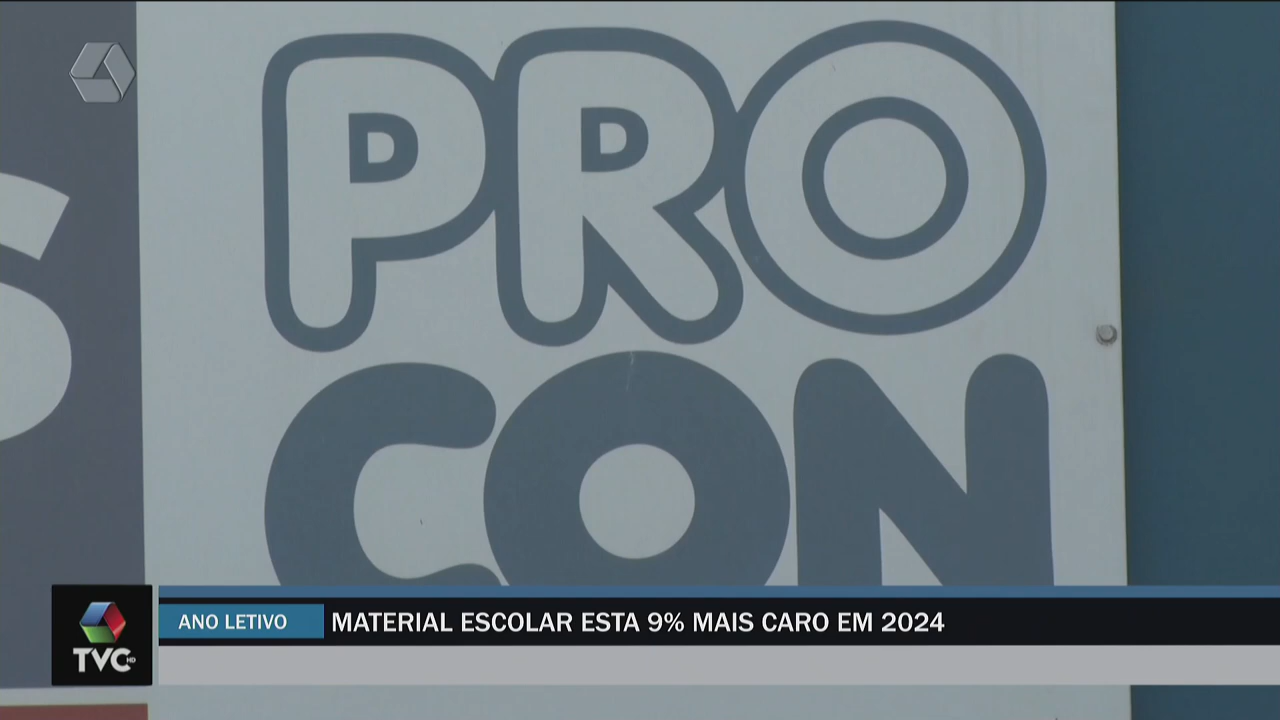 S
PRO
CON
ANO LETIVO
MATERIAL ESCOLAR ESTA 9% MAIS CARO EM 2024
TVC HD